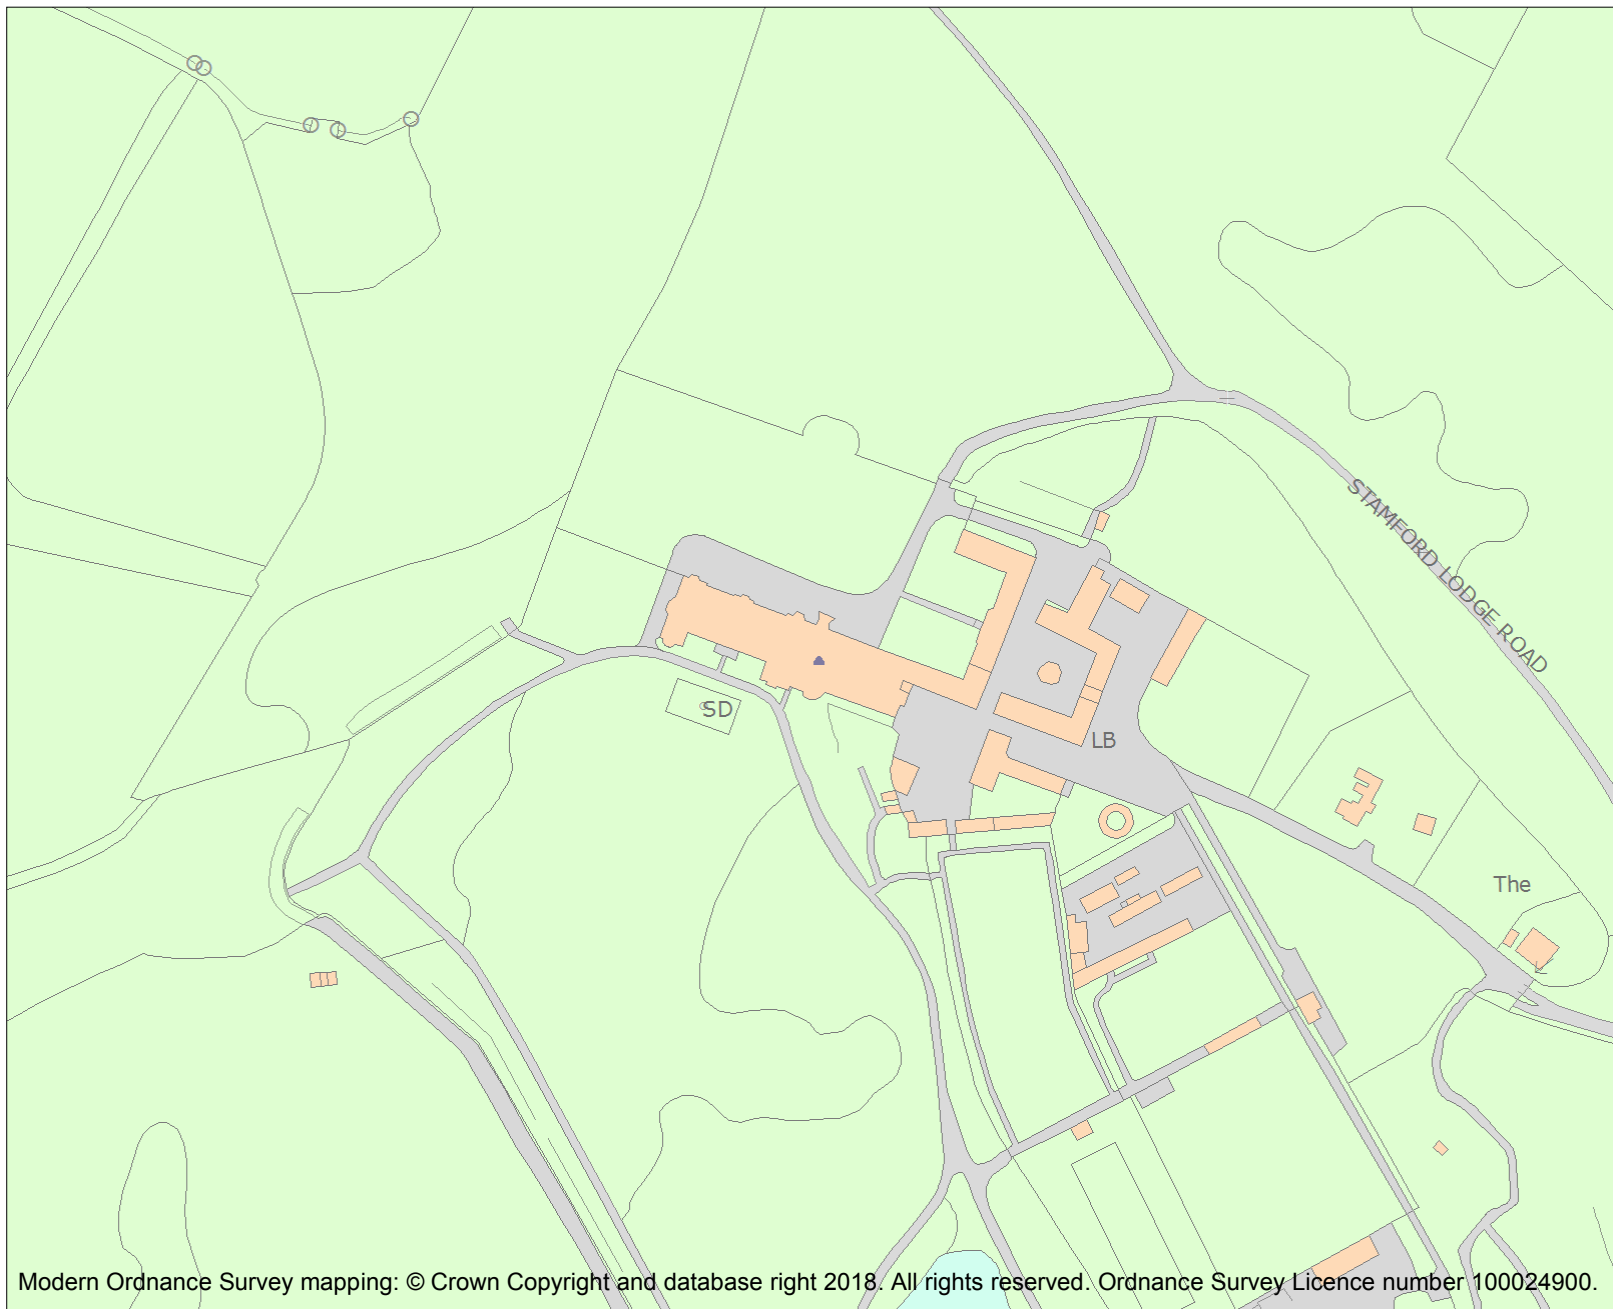 STAMFORD LODGE ROAD
SD
LB
The
Modern Ordnance Survey mapping: © Crown Copyright and database right 2018. All rights reserved. Ordnance Survey Licence number 100024900.